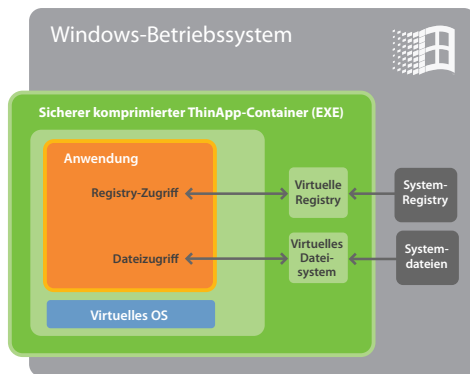 Windows-Betriebssystem
Sicherer komprimierter ThinApp-Container (EXE)
Anwendung
Registry-Zugriff
Virtuelle
Registry
System-
Registry
Dateizugriff
Virtuelles
Datei-
system
System-
dateien
Virtuelles OS